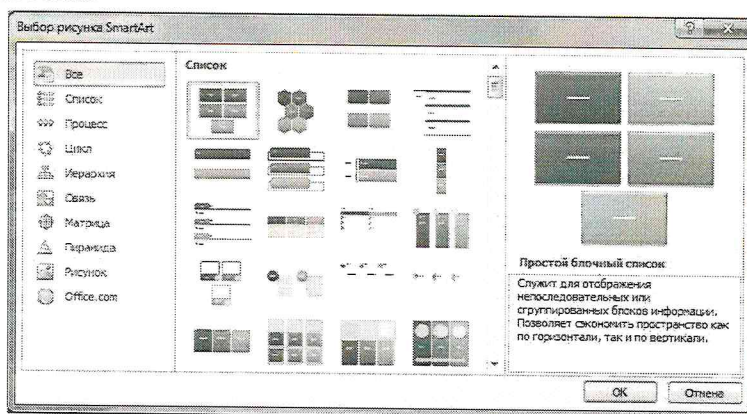 Выбор рисунка SmartArt
Все
Список
Процесс
Цикл
Иерархия
Связь
Матрица
Пирамида
Рисунок
Office.com
Список
Простой блочный список
Служит для отображения
непоследовательных или
сгруппированных блоков информации.
Позволяет сэкономить пространство как
по горизонтали, так и по вертикали.
ОК
Отмена